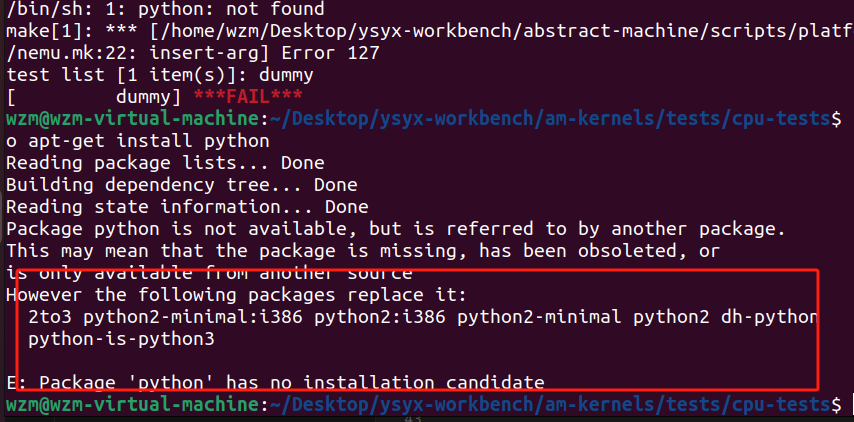 /bin/sh: 1: python: not found
make[1]: *** [/home/wzm/Desktop/ysyx-workbench/abstract-machine/scripts/platf
/nemu.mk:22: insert-arg] Error 127
test list [1 item(s)]: dummy
[         dummy] ***FAIL***
wzm@wzm-virtual-machine:~/Desktop/ysyx-workbench/am-kernels/tests/cpu-tests$
o apt-get install python
Reading package lists... Done
Building dependency tree... Done
Reading state information... Done
Package python is not available, but is referred to by another package.
This may mean that the package is missing, has been obsoleted, or
is only available from another source
However the following packages replace it:
  2to3 python2-minimal:i386 python2:i386 python2-minimal python2 dh-python
  python-is-python3
E: Package 'python' has no installation candidate
wzm@wzm-virtual-machine:~/Desktop/ysyx-workbench/am-kernels/tests/cpu-tests$